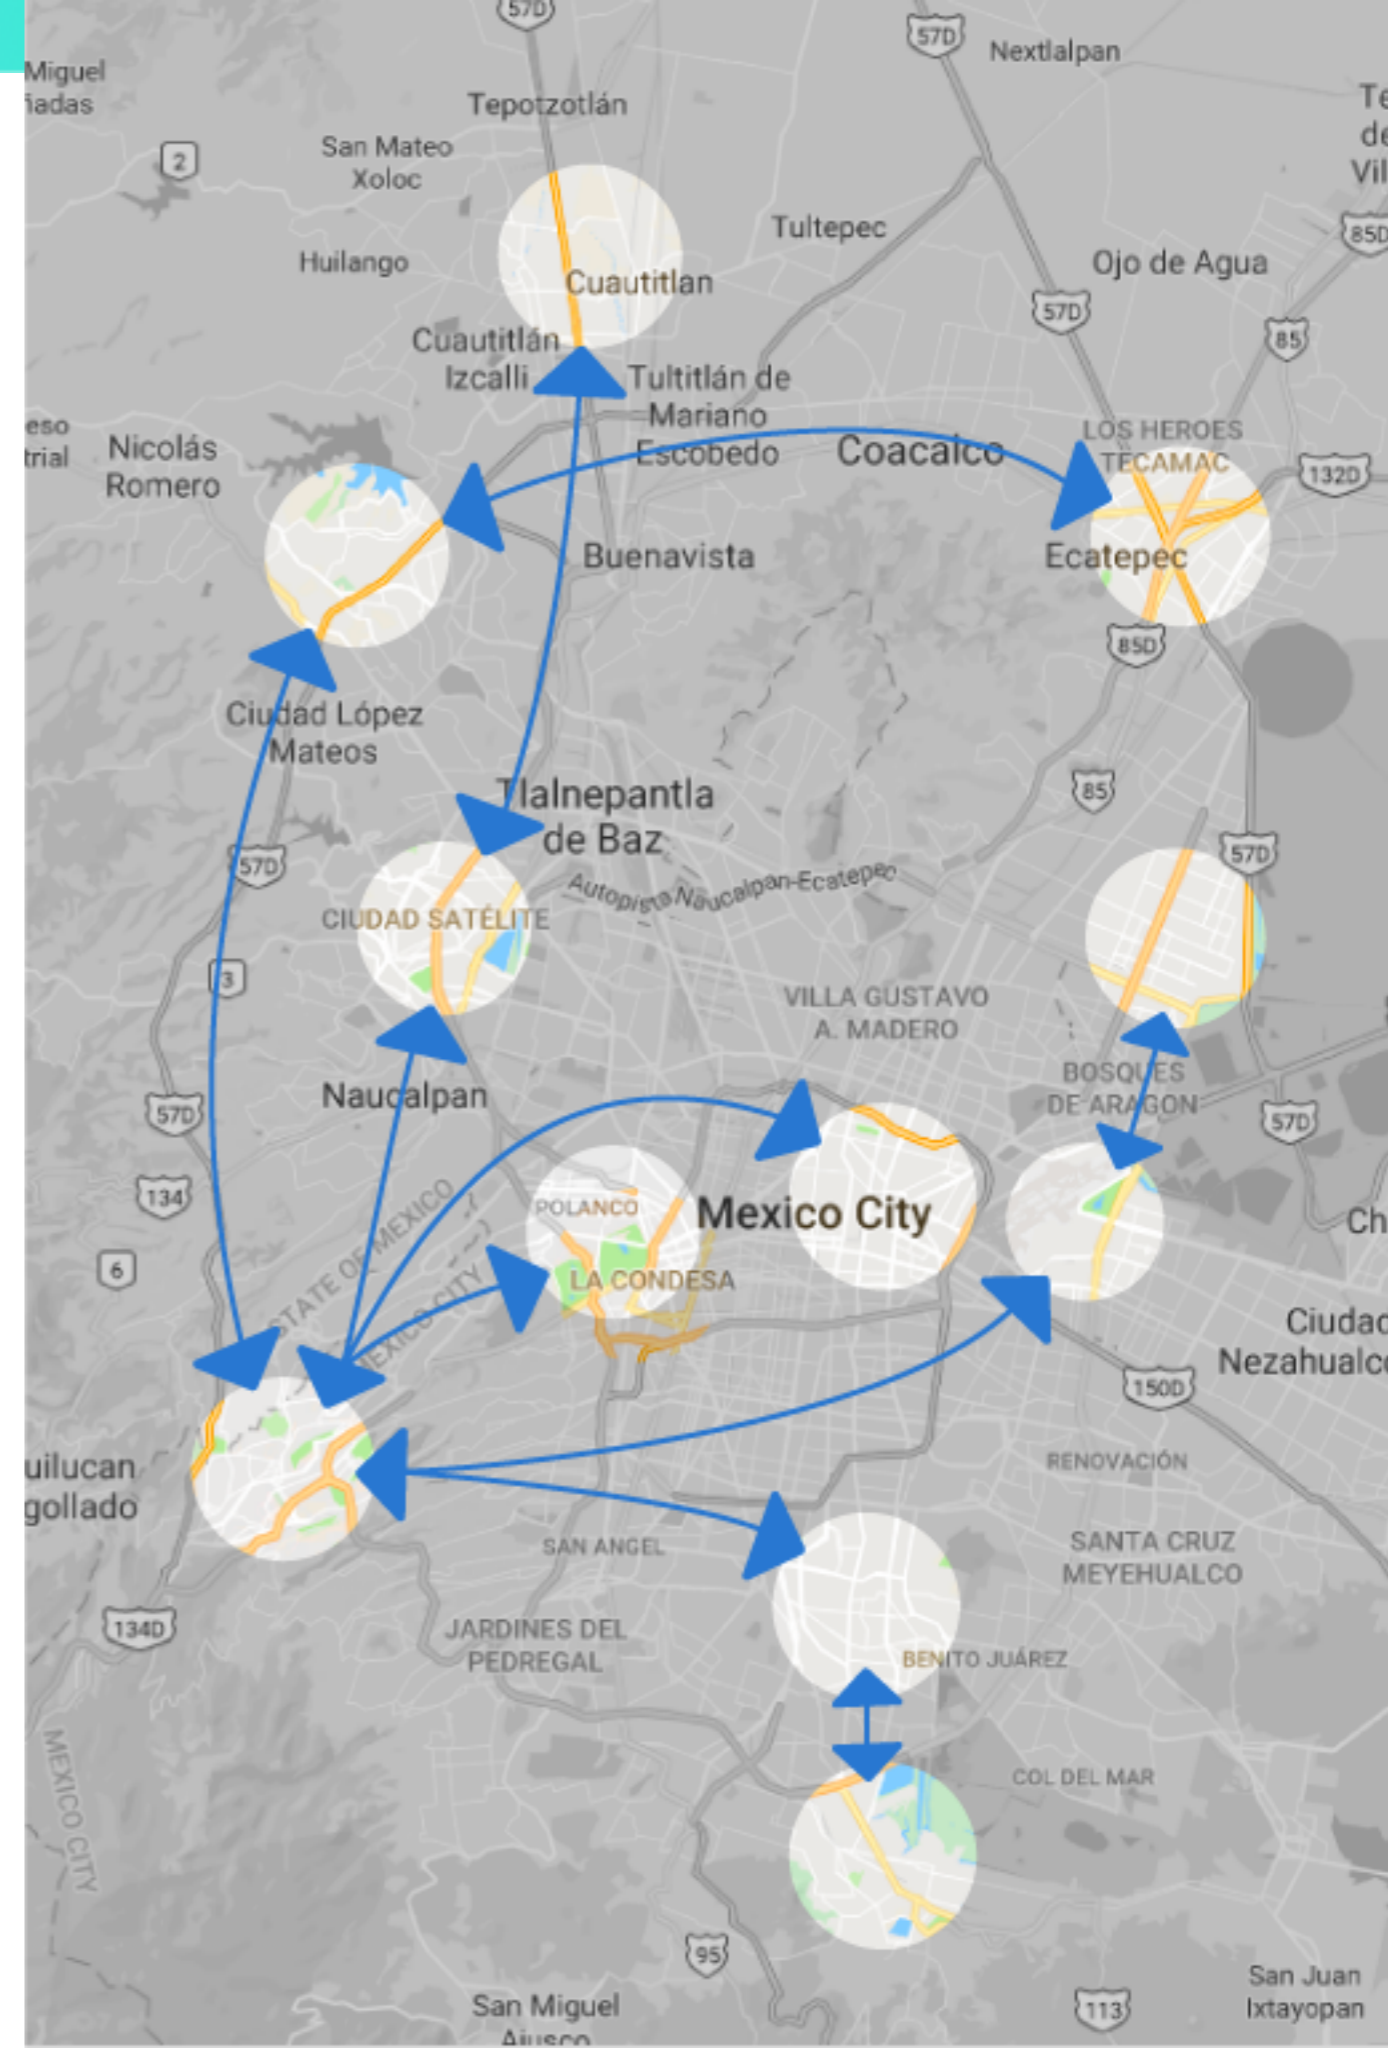 57D
57D
Nextlalpan
Miguel
ñadas
Tepotzotlán
Te
de
Vil
2
San Mateo
Xoloc
Tultepec
85D
Huilango
Ojo de Agua
Cuautitlan
57D
85
Cuautitlán
Izcalli
Tultitlán de
Mariano
Escobedo
eso
trial
Nicolás
Romero
Coacalco
LOS HEROES
TECAMAC
132D
Buenavista
Ecatepec
85D
Ciudad López
Mateos
85
Tlalnepantla
de Baz
57D
57D
Autopista Naucalpan-Ecatepec
CIUDAD SATÉLITE
3
VILLA GUSTAVO
A. MADERO
Naucalpan
BOSQUES
DE ARAGON
57D
57D
134
POLANCO
Mexico City
Ch
STATE OF MEXICO
MEXICO CITY
6
LA CONDESA
Ciudad
Nezahualco
150D
uilucan
gollado
RENOVACIÓN
SAN ANGEL
SANTA CRUZ
MEYEHUALCO
134D
JARDINES DEL
PEDREGAL
BENITO JUÁREZ
MEXICO CITY
COL DEL MAR
95
San Miguel
Ajusco
113
San Juan
Ixtayopan